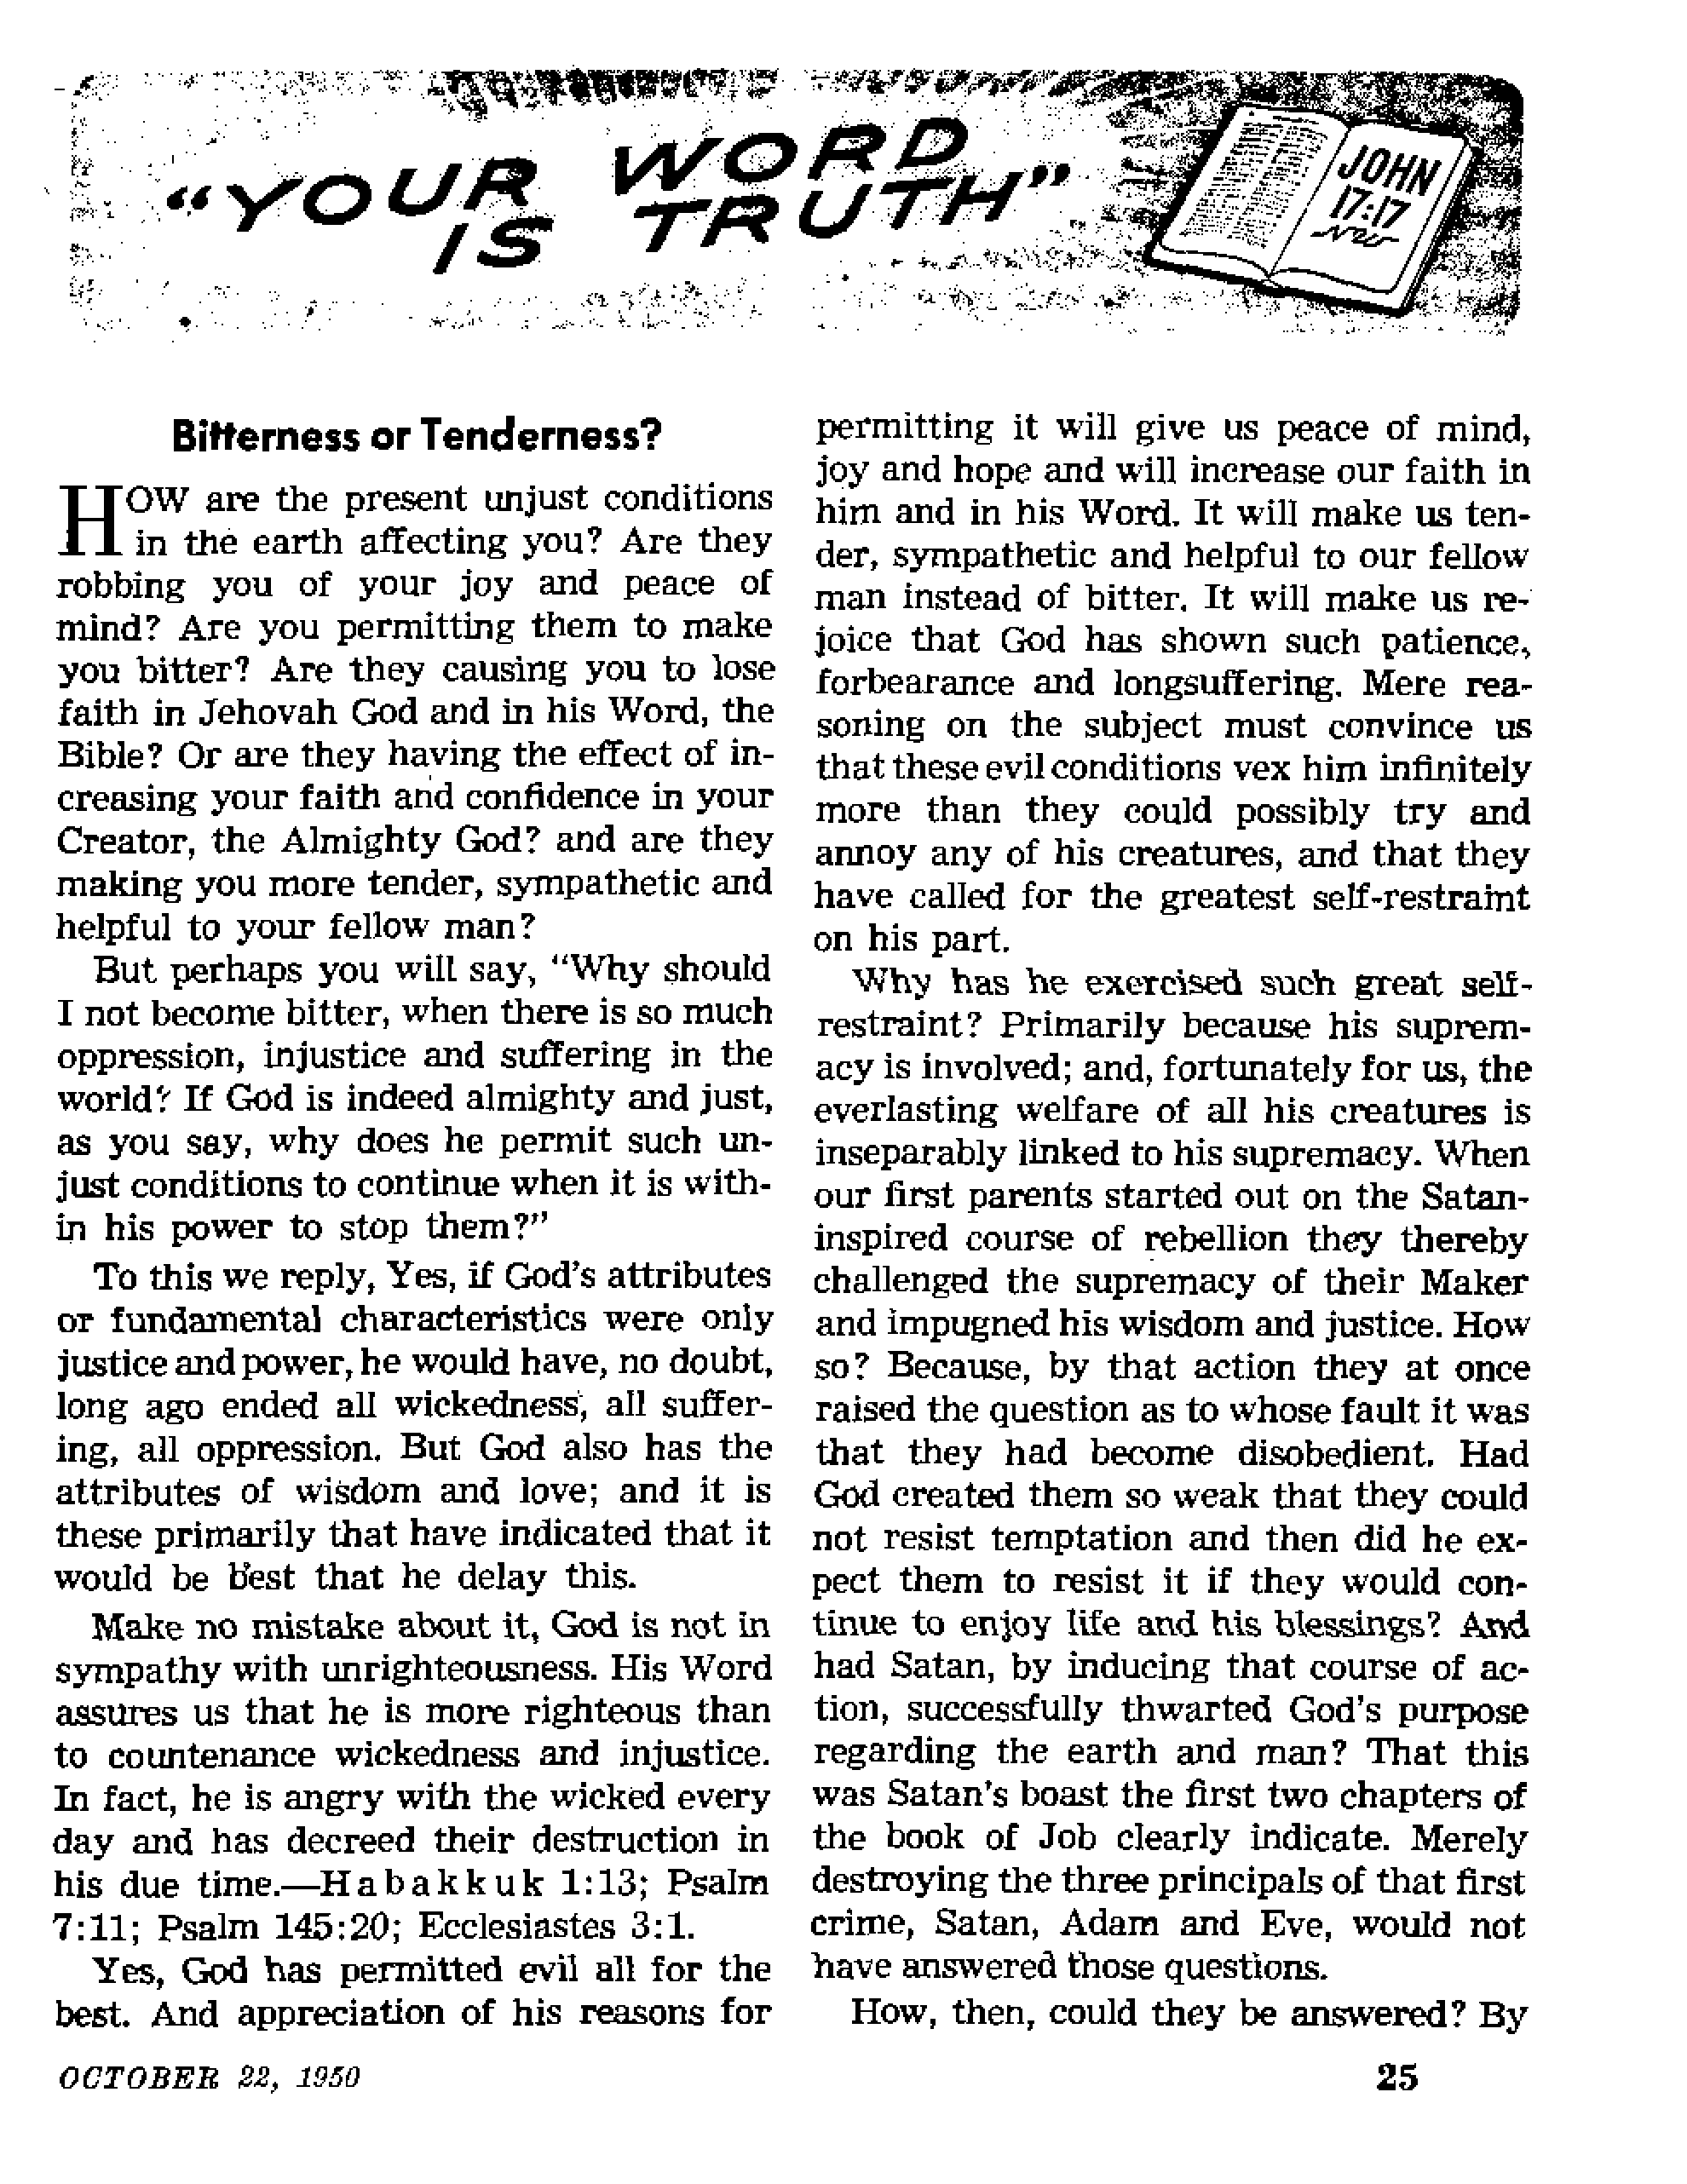 "YOUR WORD
IS TRUTH"
JOHN
17:17
Bitterness or Tenderness?
HOW are the present unjust conditions
in the earth affecting you? Are they
robbing you of your joy and peace of
mind? Are you permitting them to make
you bitter? Are they causing you to lose
faith in Jehovah God and in his Word, the
Bible? Or are they having the effect of in-
creasing your faith and confidence in your
Creator, the Almighty God? and are they
making you more tender, sympathetic and
helpful to your fellow man?
But perhaps you will say, "Why should
I not become bitter, when there is so much
oppression, injustice and suffering in the
world? If God is indeed almighty and just,
as you say, why does he permit such un-
just conditions to continue when it is with-
in his power to stop them?"
To this we reply, Yes, if God's attributes
or fundamental characteristics were only
justice and power, he would have, no doubt,
long ago ended all wickedness, all suffer-
ing, all oppression. But God also has the
attributes of wisdom and love; and it is
these primarily that have indicated that it
would be best that he delay this.
Make no mistake about it, God is not in
sympathy with unrighteousness. His Word
assures us that he is more righteous than
to countenance wickedness and injustice.
In fact, he is angry with the wicked every
day and has decreed their destruction in
his due time.—Habakkuk 1:13; Psalm
7:11; Psalm 145:20; Ecclesiastes 3:1.
Yes, God has permitted evil all for the
best. And appreciation of his reasons for
permitting it will give us peace of mind,
joy and hope and will increase our faith in
him and in his Word. It will make us ten-
der, sympathetic and helpful to our fellow
man instead of bitter. It will make us re-
joice that God has shown such patience,
forbearance and longsuffering. Mere rea-
soning on the subject must convince us
that these evil conditions vex him infinitely
more than they could possibly try and
annoy any of his creatures, and that they
have called for the greatest self-restraint
on his part.
Why has he exercised such great self-
restraint? Primarily because his suprem-
acy is involved; and, fortunately for us, the
everlasting welfare of all his creatures is
inseparably linked to his supremacy. When
our first parents started out on the Satan-
inspired course of rebellion they thereby
challenged the supremacy of their Maker
and impugned his wisdom and justice. How
so? Because, by that action they at once
raised the question as to whose fault it was
that they had become disobedient. Had
God created them so weak that they could
not resist temptation and then did he ex-
pect them to resist it if they would con-
tinue to enjoy life and his blessings? And
had Satan, by inducing that course of ac-
tion, successfully thwarted God's purpose
regarding the earth and man? That this
was Satan's boast the first two chapters of
the book of Job clearly indicate. Merely
destroying the three principals of that first
crime, Satan, Adam and Eve, would not
have answered those questions.
How, then, could they be answered? By
OCTOBER 22, 1950
25